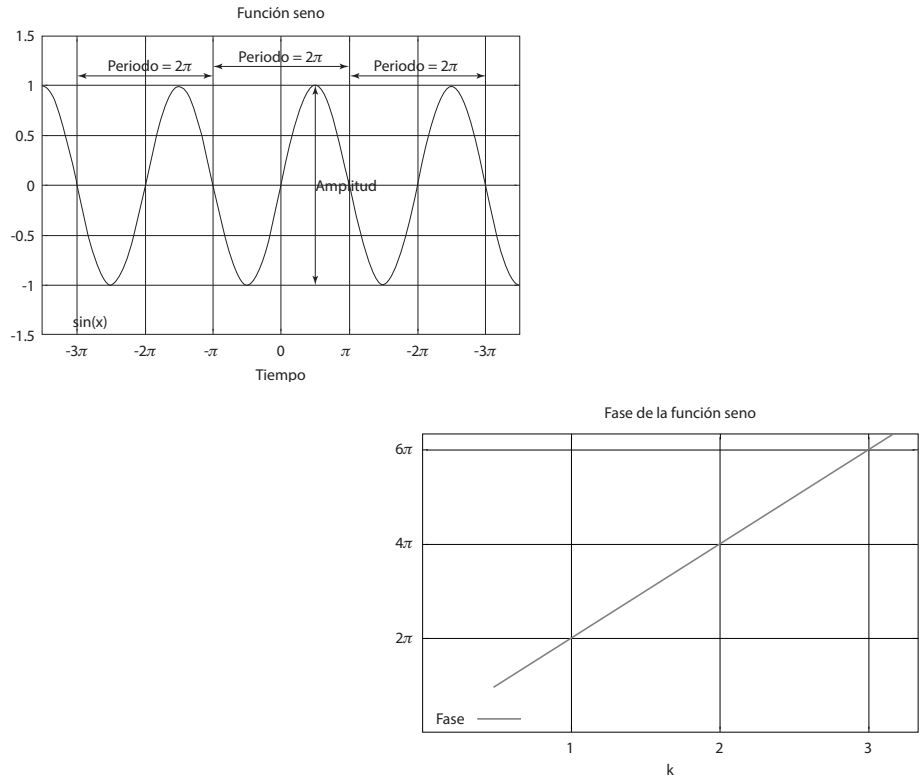 Función seno
1.5
Periodo = 2π
Periodo = 2π
Periodo = 2π
1
0.5
0
Amplitud
-0.5
-1
sin(x)
-1.5
-3π -2π -π 0 π -2π -3π
Tiempo
Fase de la función seno
6π
4π
2π
Fase
1 2 3
k